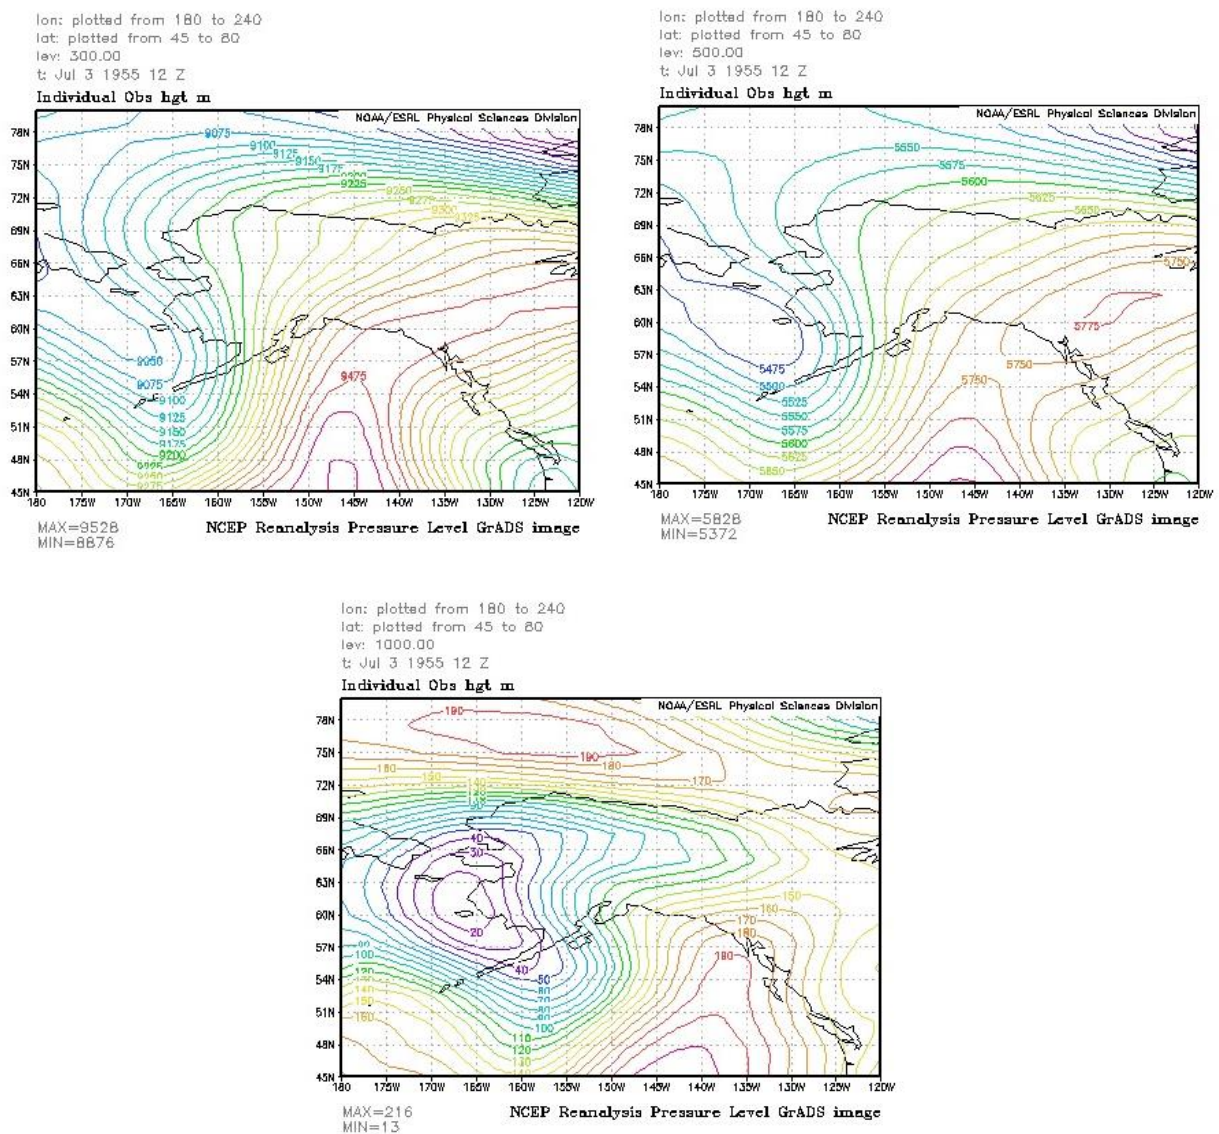 lon: plotted from 180 to 240
lat: plotted from 45 to 80
lev: 300.00
t: Jul 3 1955 12 Z
Individual Obs hgt m
NOAA/ESRL Physical Sciences Division
78N
75N
72N
69N
66N
63N
60N
57N
54N
51N
48N
45N
9075
9100
9125
9150
9175
9225
9475
9050
9075
9100
9125
9150
9175
9200
9225
180 175W 170W 165W 160W 155W 150W 145W 140W 135W 130W 125W 120W
MAX=9528
MIN=8876
NCEP Reanalysis Pressure Level GrADS image
lon: plotted from 180 to 240
lat: plotted from 45 to 80
lev: 500.00
t: Jul 3 1955 12 Z
Individual Obs hgt m
NOAA/ESRL Physical Sciences Division
78N
75N
72N
69N
66N
63N
60N
57N
54N
51N
48N
45N
5550
5575
5600
5625
5650
5750
5775
5750
5750
5475
5500
5525
5550
5575
5600
5625
5650
180 175W 170W 165W 160W 155W 150W 145W 140W 135W 130W 125W 120W
MAX=5828
MIN=5372
NCEP Reanalysis Pressure Level GrADS image
lon: plotted from 180 to 240
lat: plotted from 45 to 80
lev: 1000.00
t: Jul 3 1955 12 Z
Individual Obs hgt m
NOAA/ESRL Physical Sciences Division
78N
75N
72N
69N
66N
63N
60N
57N
54N
51N
48N
45N
190
190
180
180
170
150
140
40
30
20
40
50
100
110
120
130
100
120
140
150
160
150
160
170
180
190
180 175W 170W 165W 160W 155W 150W 145W 140W 135W 130W 125W 120W
MAX=216
MIN=13
NCEP Reanalysis Pressure Level GrADS image